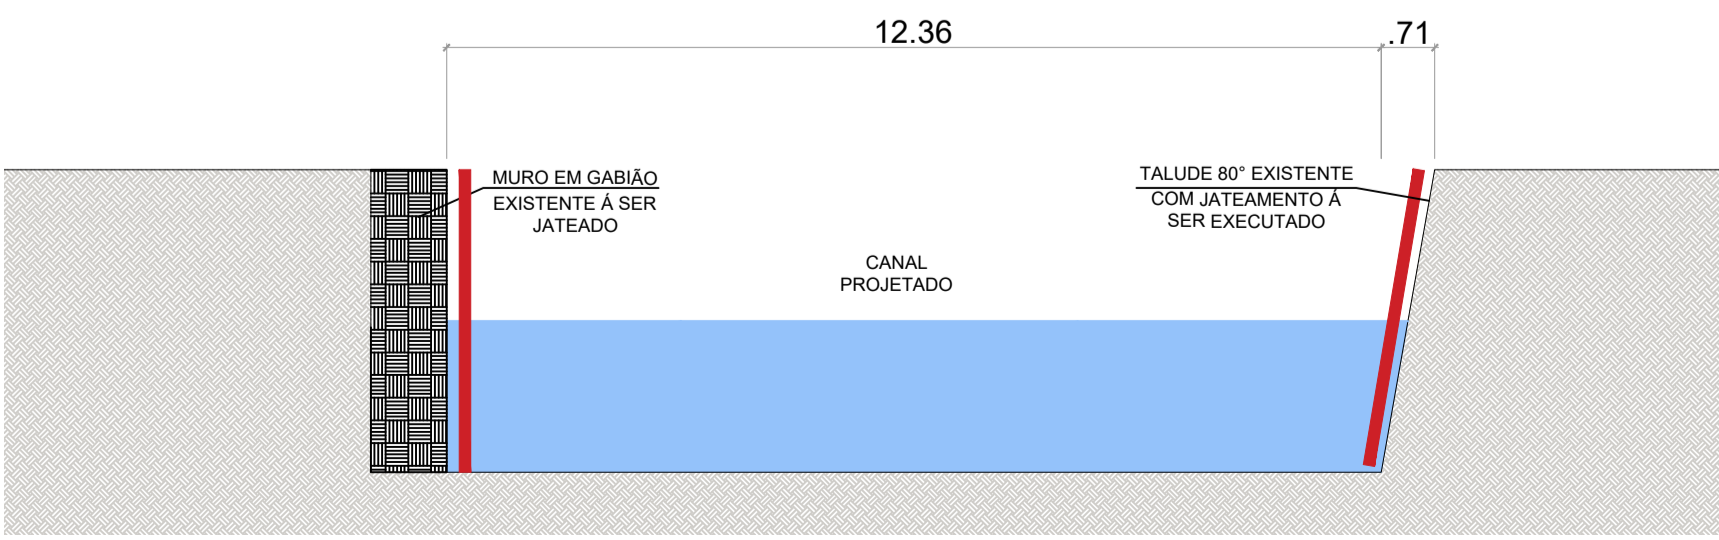 12.36
.71
MURO EM GABIÃO
EXISTENTE Á SER
JATEADO
TALUDE 80° EXISTENTE
COM JATEAMENTO Á
SER EXECUTADO
CANAL
PROJETADO